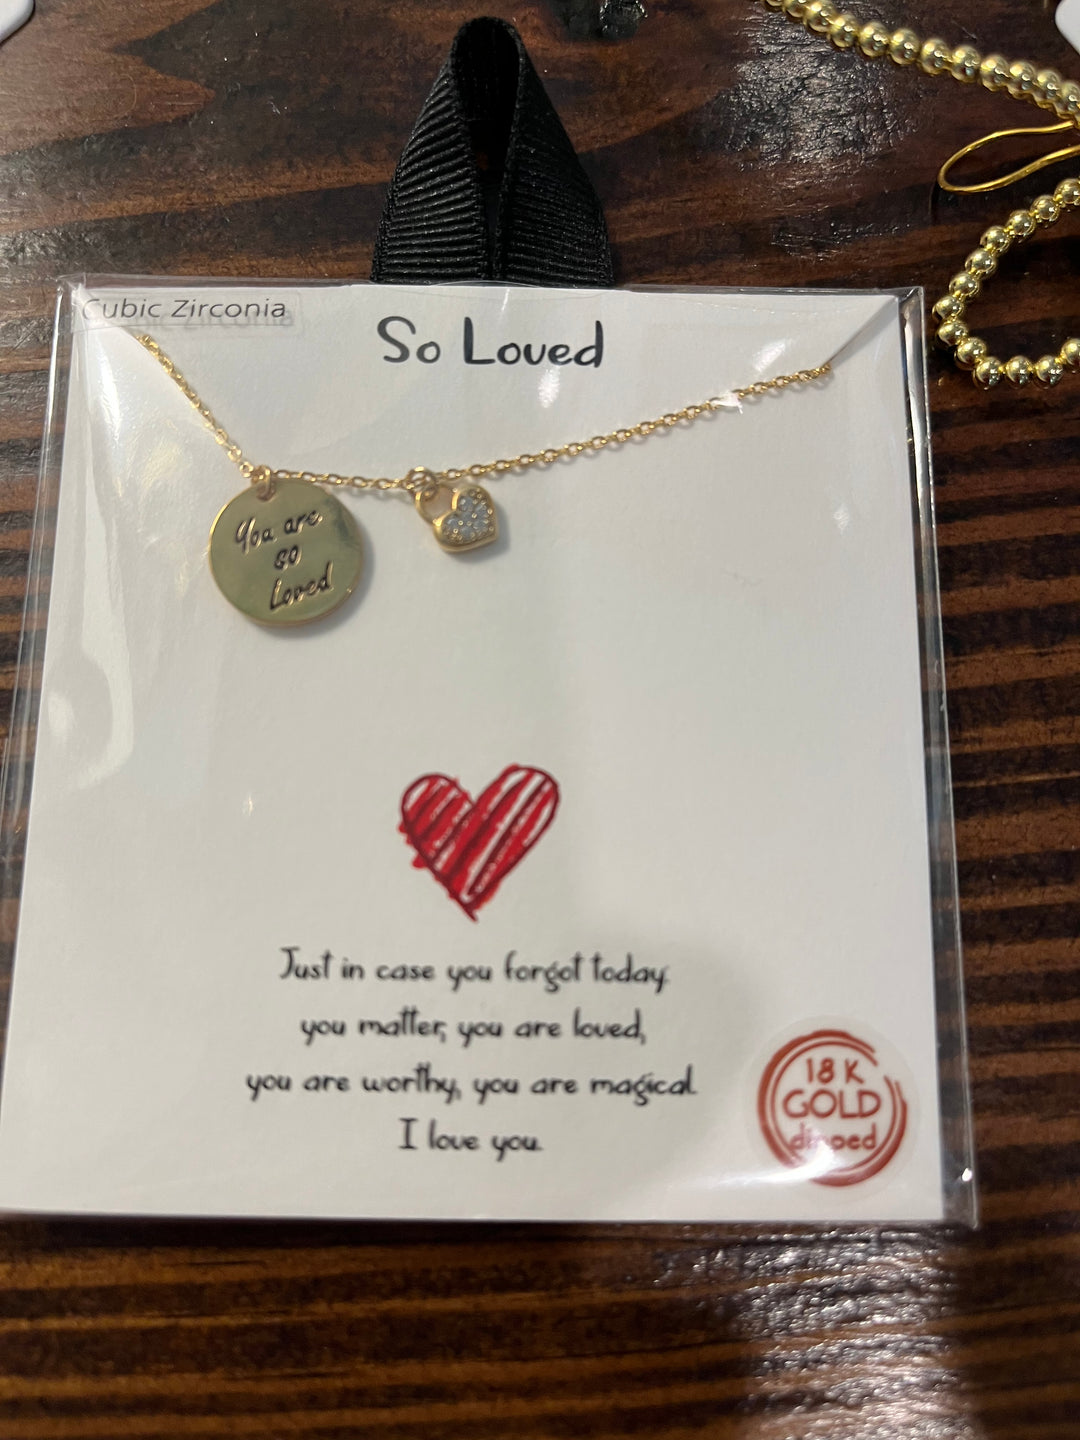 Cubic Zirconia
So Loved
You are
so
Loved
Just in case you forgot today.
you matter, you are loved,
you are worthy, you are magical.
I love you.
18 K
GOLD
dipped